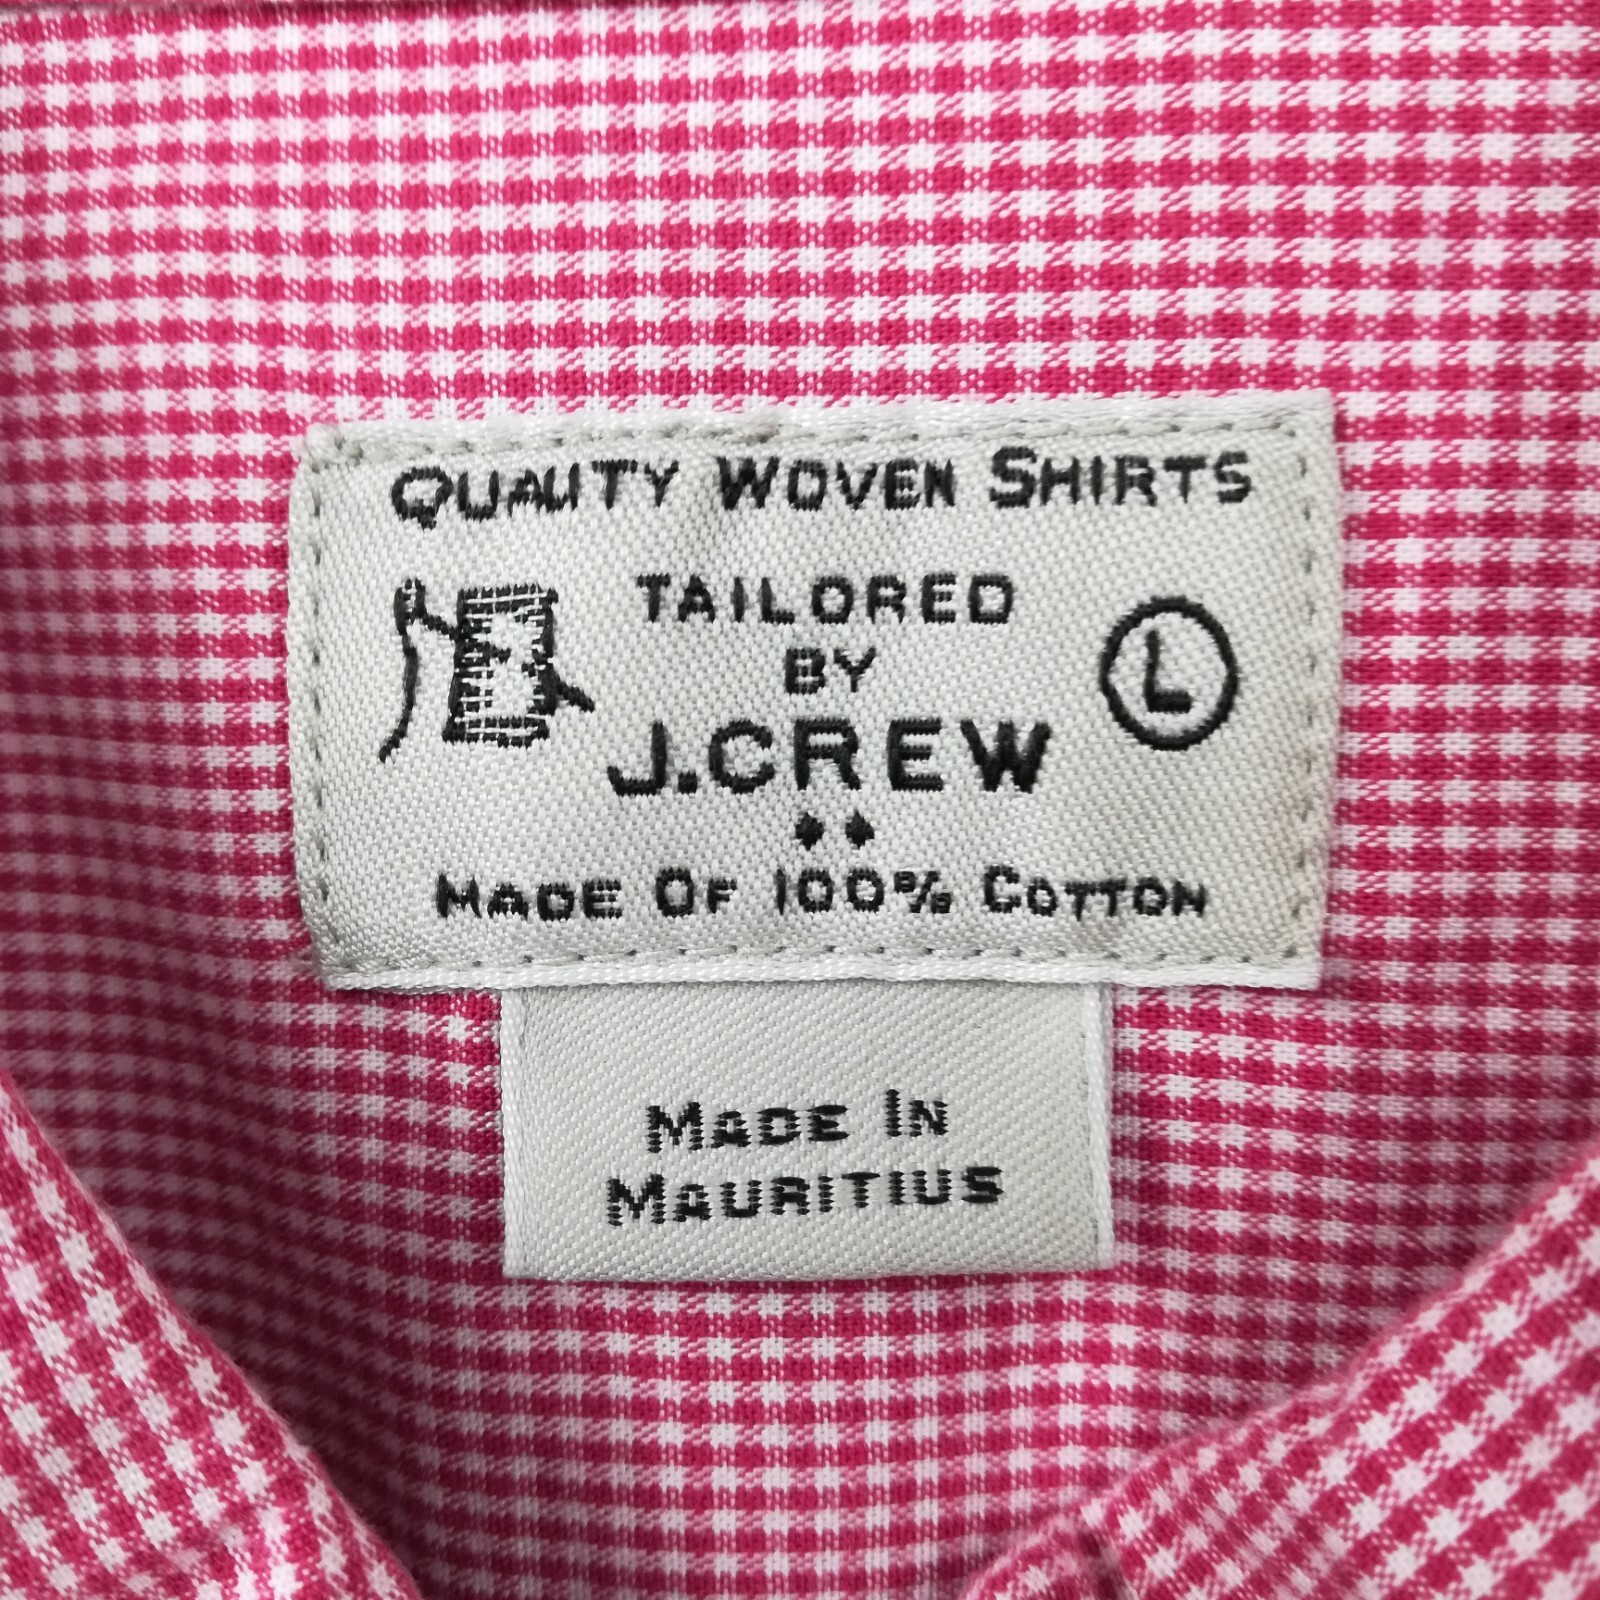 QUALITY WOVEN SHIRTS
TAILORED
BY
L
J.CREW
MADE OF 100% COTTON
MADE IN
MAURITIUS